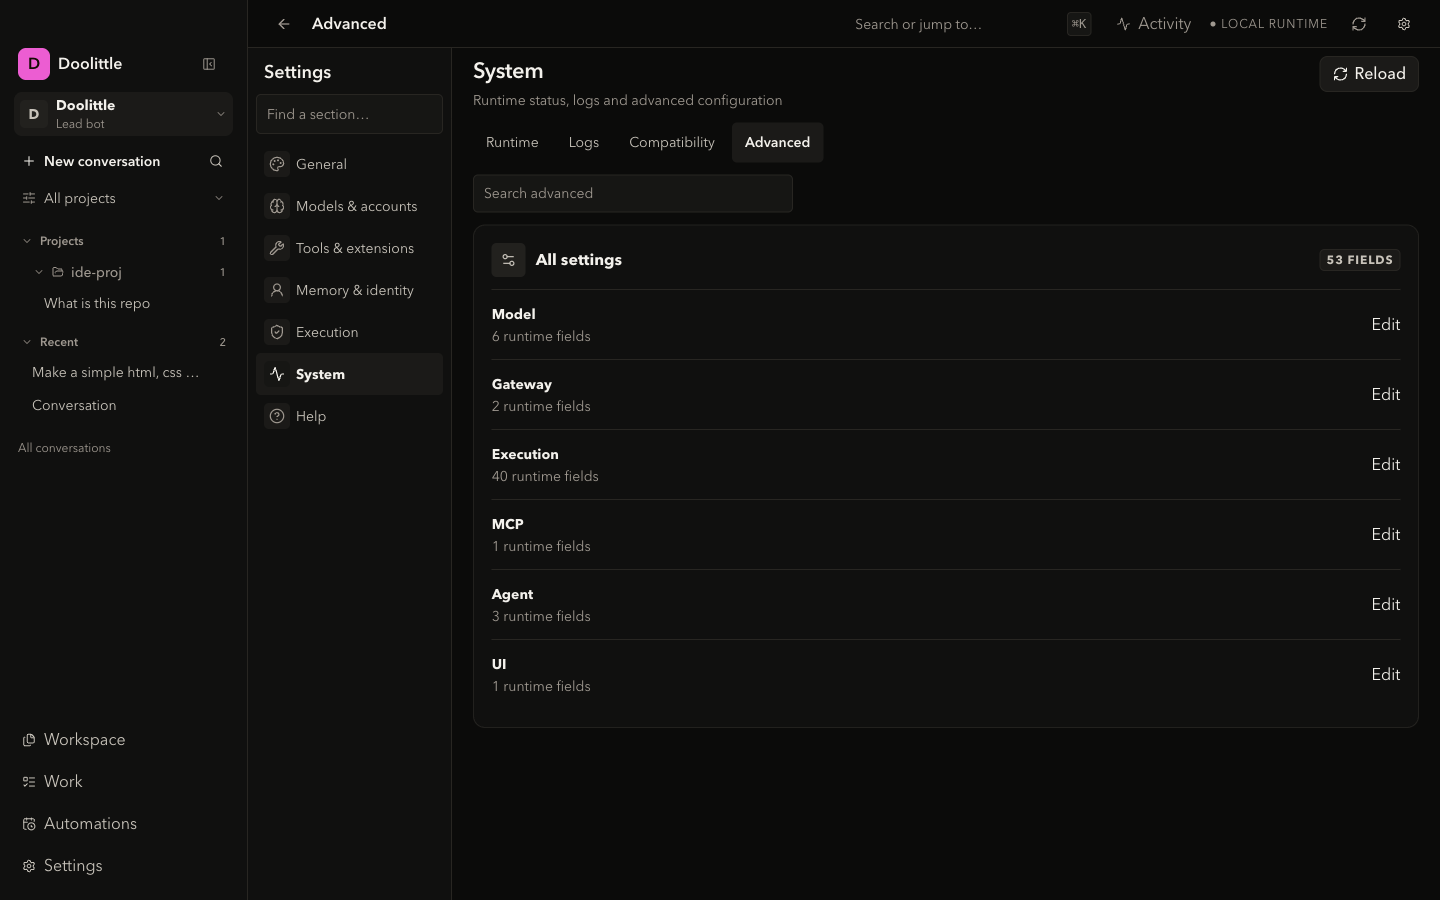 Advanced
Search or jump to…
⌘K
Activity
LOCAL RUNTIME
D
Doolittle
D
Doolittle
Lead bot
New conversation
All projects
Projects
1
ide-proj
1
What is this repo
Recent
2
Make a simple html, css …
Conversation
All conversations
Workspace
Work
Automations
Settings
Settings
Find a section…
General
Models & accounts
Tools & extensions
Memory & identity
Execution
System
Help
System
Reload
Runtime status, logs and advanced configuration
Runtime
Logs
Compatibility
Advanced
Search advanced
All settings
53 FIELDS
Model
6 runtime fields
Edit
Gateway
2 runtime fields
Edit
Execution
40 runtime fields
Edit
MCP
1 runtime fields
Edit
Agent
3 runtime fields
Edit
UI
1 runtime fields
Edit